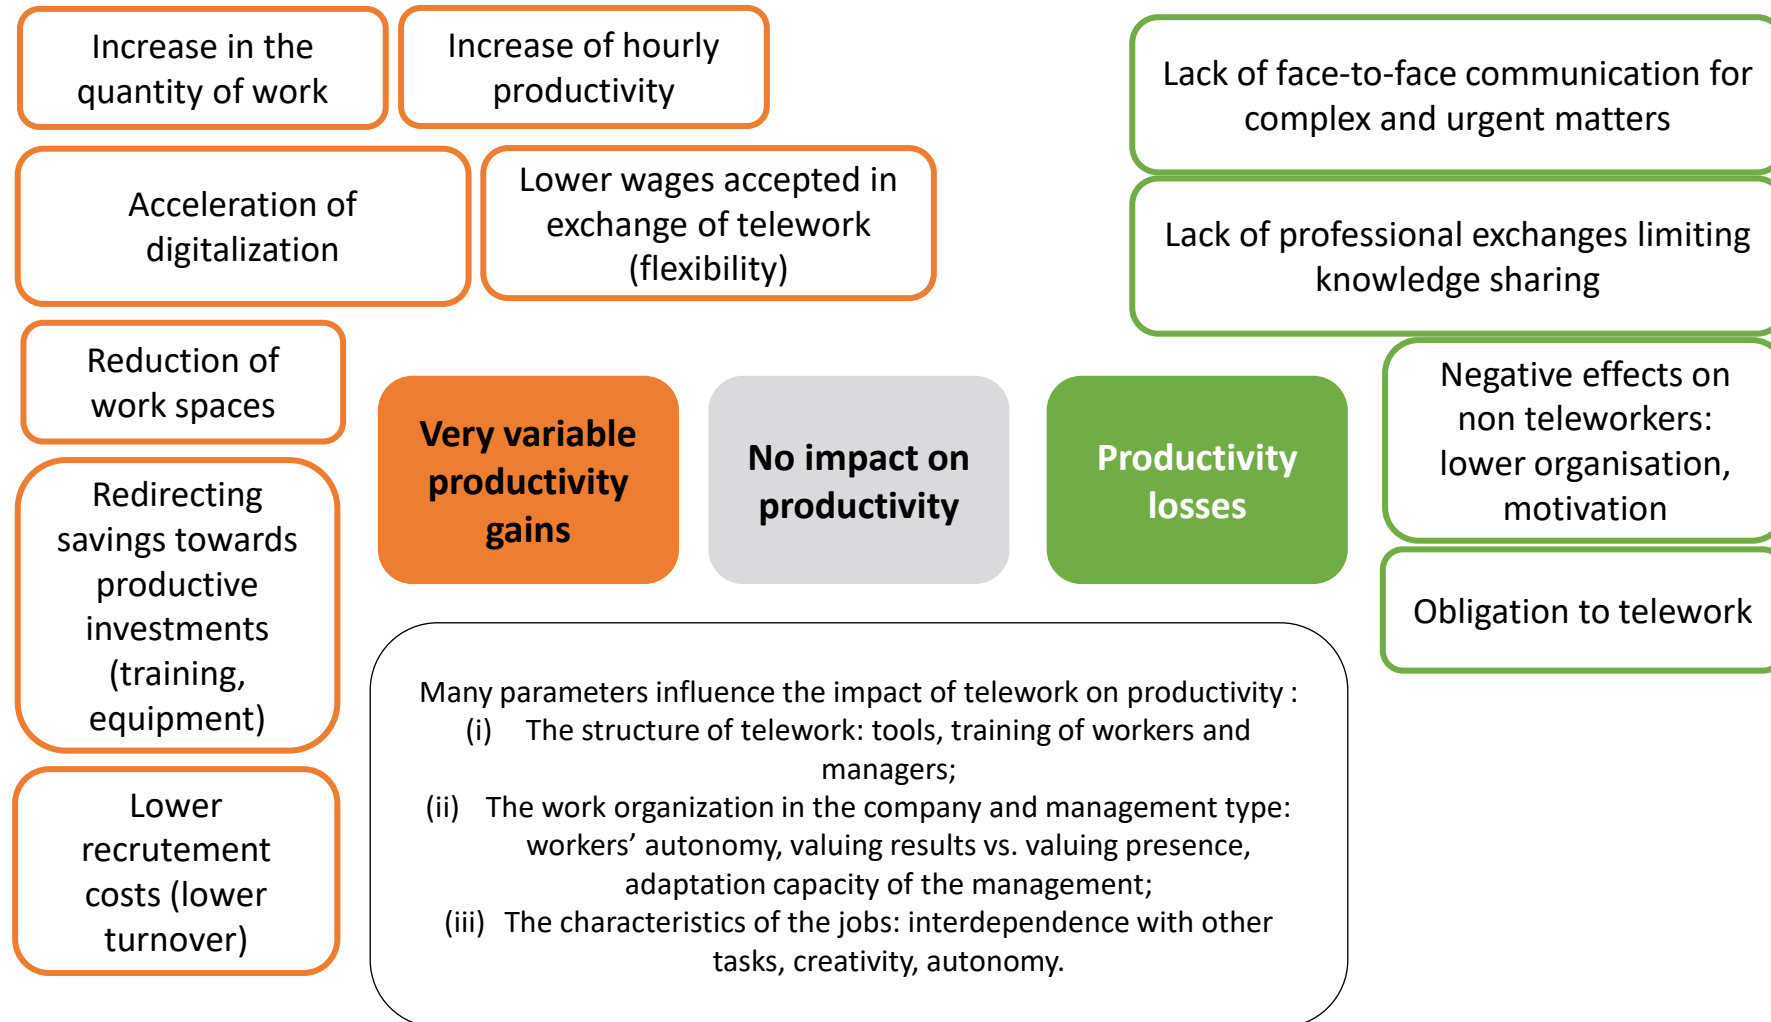 Increase in the
quantity of work
Increase of hourly
productivity
Acceleration of
digitalization
Lower wages accepted in
exchange of telework
(flexibility)
Reduction of
work spaces
Redirecting
savings towards
productive
investments
(training,
equipment)
Lower
recrutement
costs (lower
turnover)
Very variable
productivity
gains
No impact on
productivity
Productivity
losses
Lack of face-to-face communication for
complex and urgent matters
Lack of professional exchanges limiting
knowledge sharing
Negative effects on
non teleworkers:
lower organisation,
motivation
Obligation to telework
Many parameters influence the impact of telework on productivity :
(i) The structure of telework: tools, training of workers and
managers;
(ii) The work organization in the company and management type:
workers’ autonomy, valuing results vs. valuing presence,
adaptation capacity of the management;
(iii) The characteristics of the jobs: interdependence with other
tasks, creativity, autonomy.